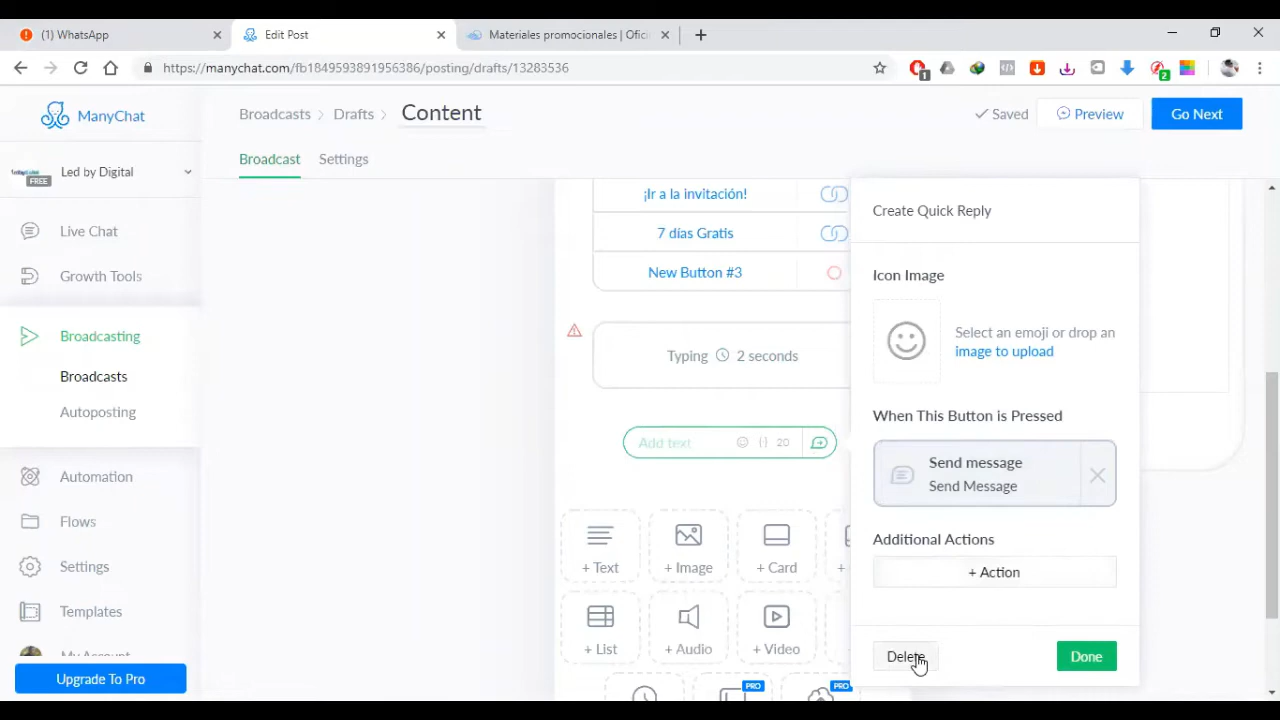 (1) WhatsApp
Edit Post
Materiales promocionales | Ofici
https://manychat.com/fb1849593891956386/posting/drafts/13283536
1
2
ManyChat
Broadcasts
Drafts
Content
Saved
Preview
Go Next
Led by Digital
FREE
Broadcast
Settings
Live Chat
Growth Tools
Broadcasting
Broadcasts
Autoposting
Automation
Flows
Settings
Templates
My Account
Upgrade To Pro
¡Ir a la invitación!
7 días Gratis
New Button #3
Typing 2 seconds
Add text 20
+ Text
+ Image
+ Card
+
+ List
+ Audio
+ Video
PRO
PRO
Create Quick Reply
Icon Image
Select an emoji or drop an
image to upload
When This Button is Pressed
Send message
Send Message
Additional Actions
+ Action
Delete
Done